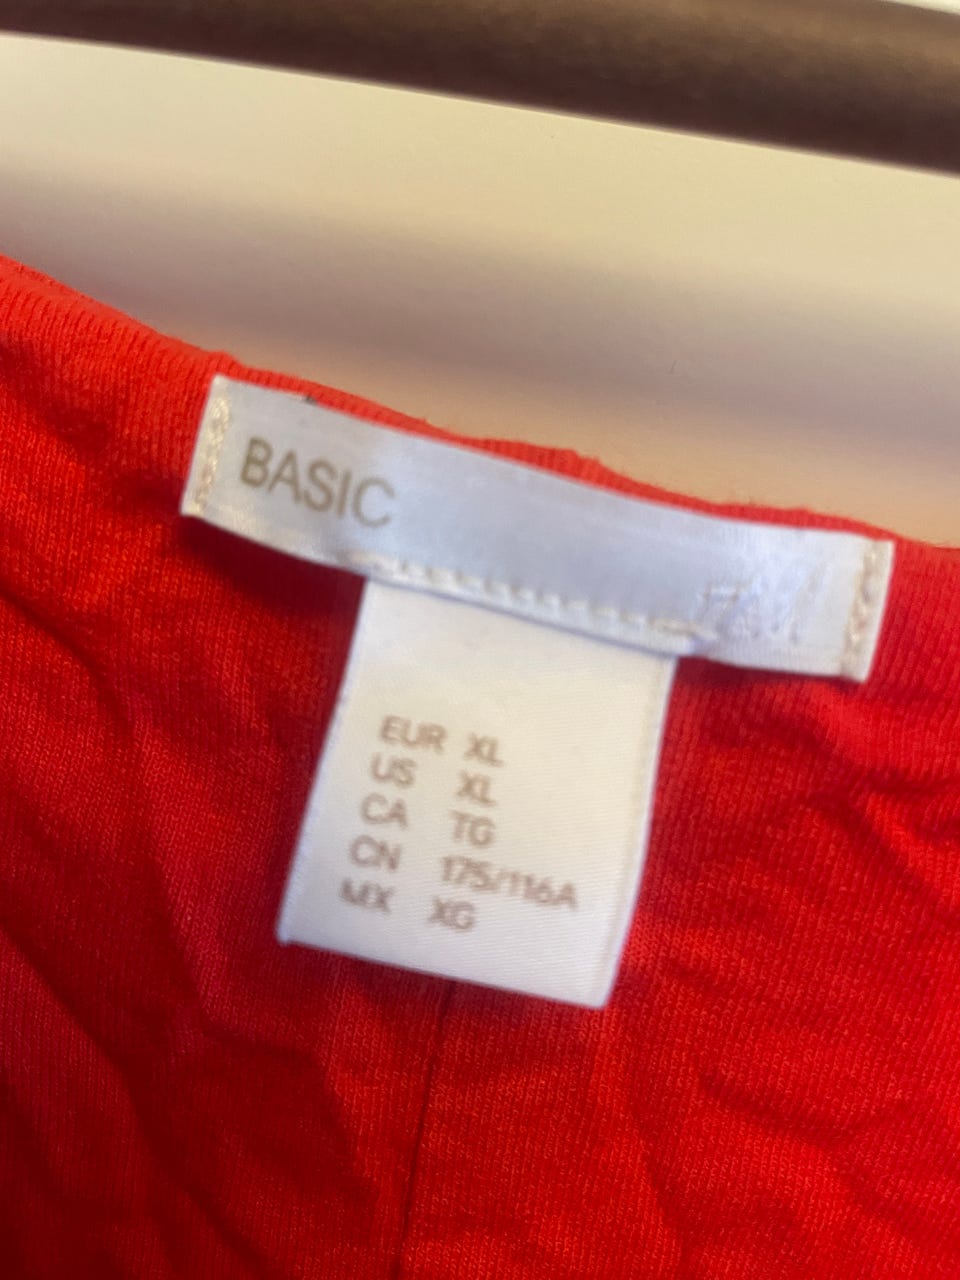 BASIC
EUR XL
US XL
CA TG
CN 175/116A
MX XG